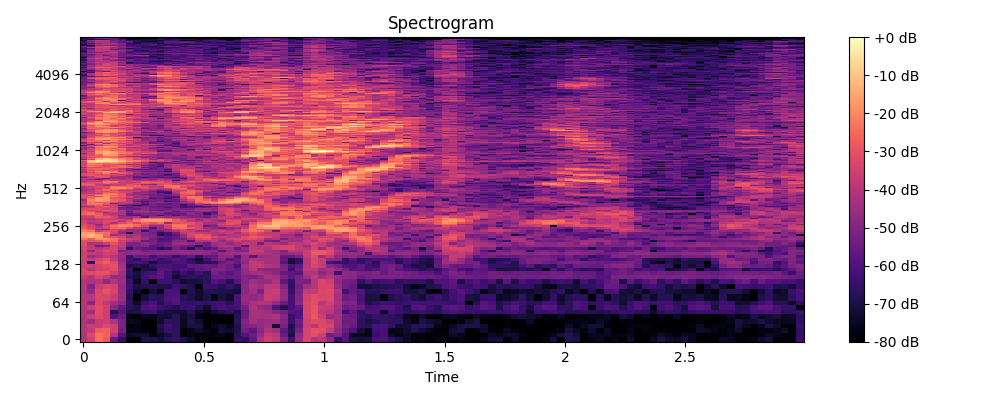 Spectrogram
Hz
4096
2048
1024
512
256
128
64
0
0
0.5
1
1.5
2
2.5
Time
+0 dB
-10 dB
-20 dB
-30 dB
-40 dB
-50 dB
-60 dB
-70 dB
-80 dB